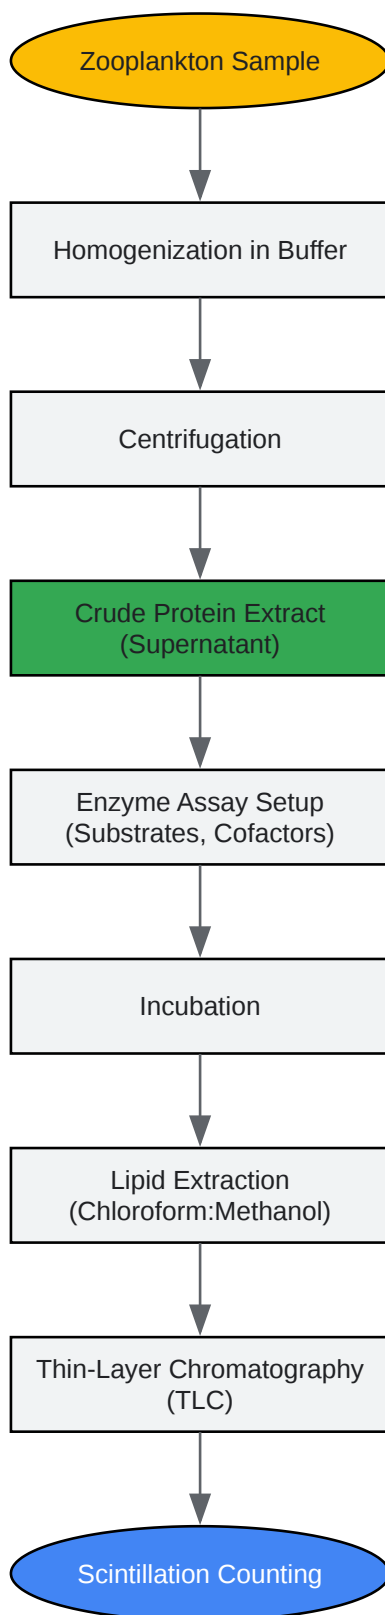 Zooplankton Sample
Homogenization in Buffer
Centrifugation
Crude Protein Extract
(Supernatant)
Enzyme Assay Setup
(Substrates, Cofactors)
Incubation
Lipid Extraction
(Chloroform:Methanol)
Thin-Layer Chromatography
(TLC)
Scintillation Counting